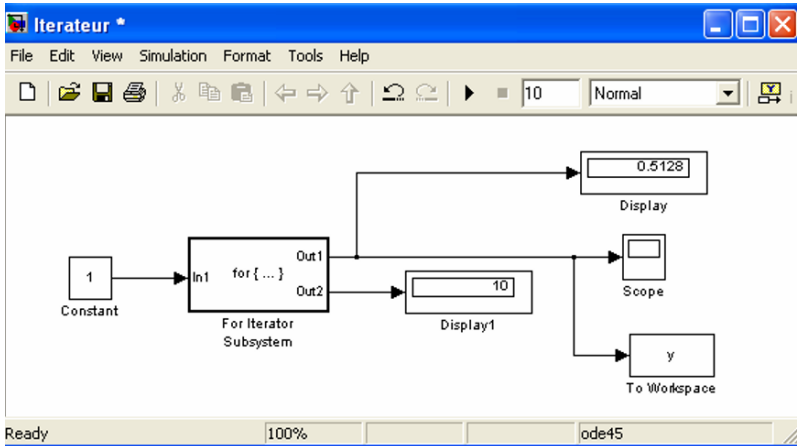 Iterateur *
File Edit View Simulation Format Tools Help
10 Normal
0.5128
Display
1
Constant
In1 for { ... } Out1
Out2
For Iterator
Subsystem
10
Display1
Scope
y
To Workspace
Ready 100% ode45